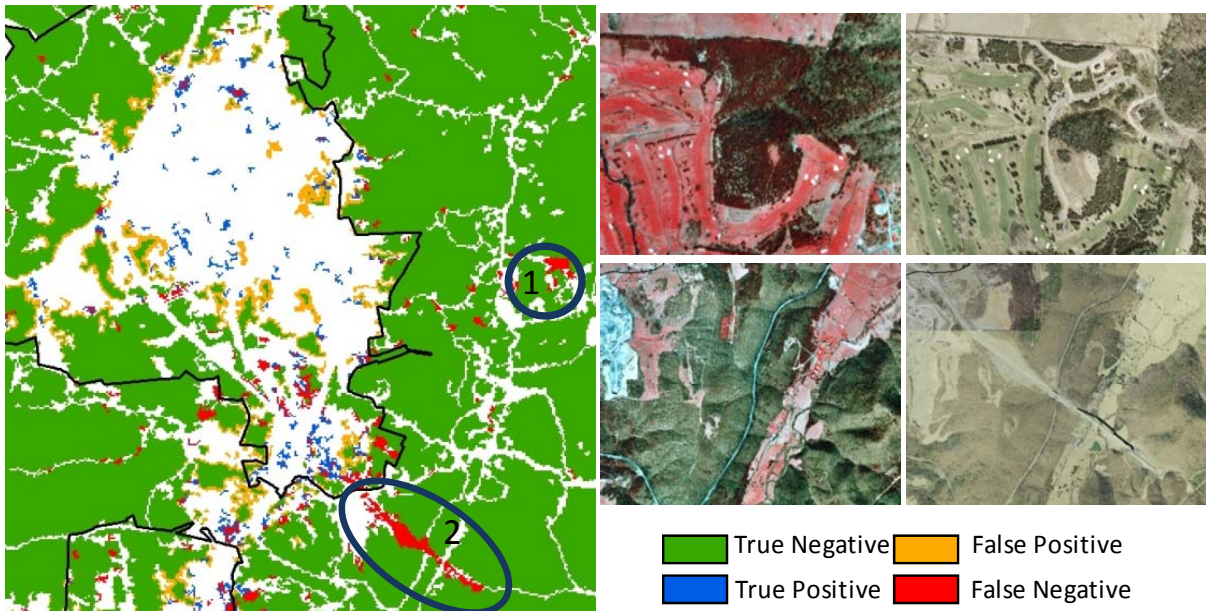 1
2
True Negative
False Positive
True Positive
False Negative